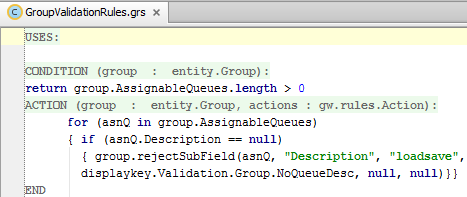 GroupValidationRules.grs
USES:
CONDITION (group : entity.Group):
return group.AssignableQueues.length > 0
ACTION (group : entity.Group, actions : gw.rules.Action):
for (asnQ in group.AssignableQueues)
{ if (asnQ.Description == null)
{ group.rejectSubField(asnQ, "Description", "loadsave",
displaykey.Validation.Group.NoQueueDesc, null, null)}}
END